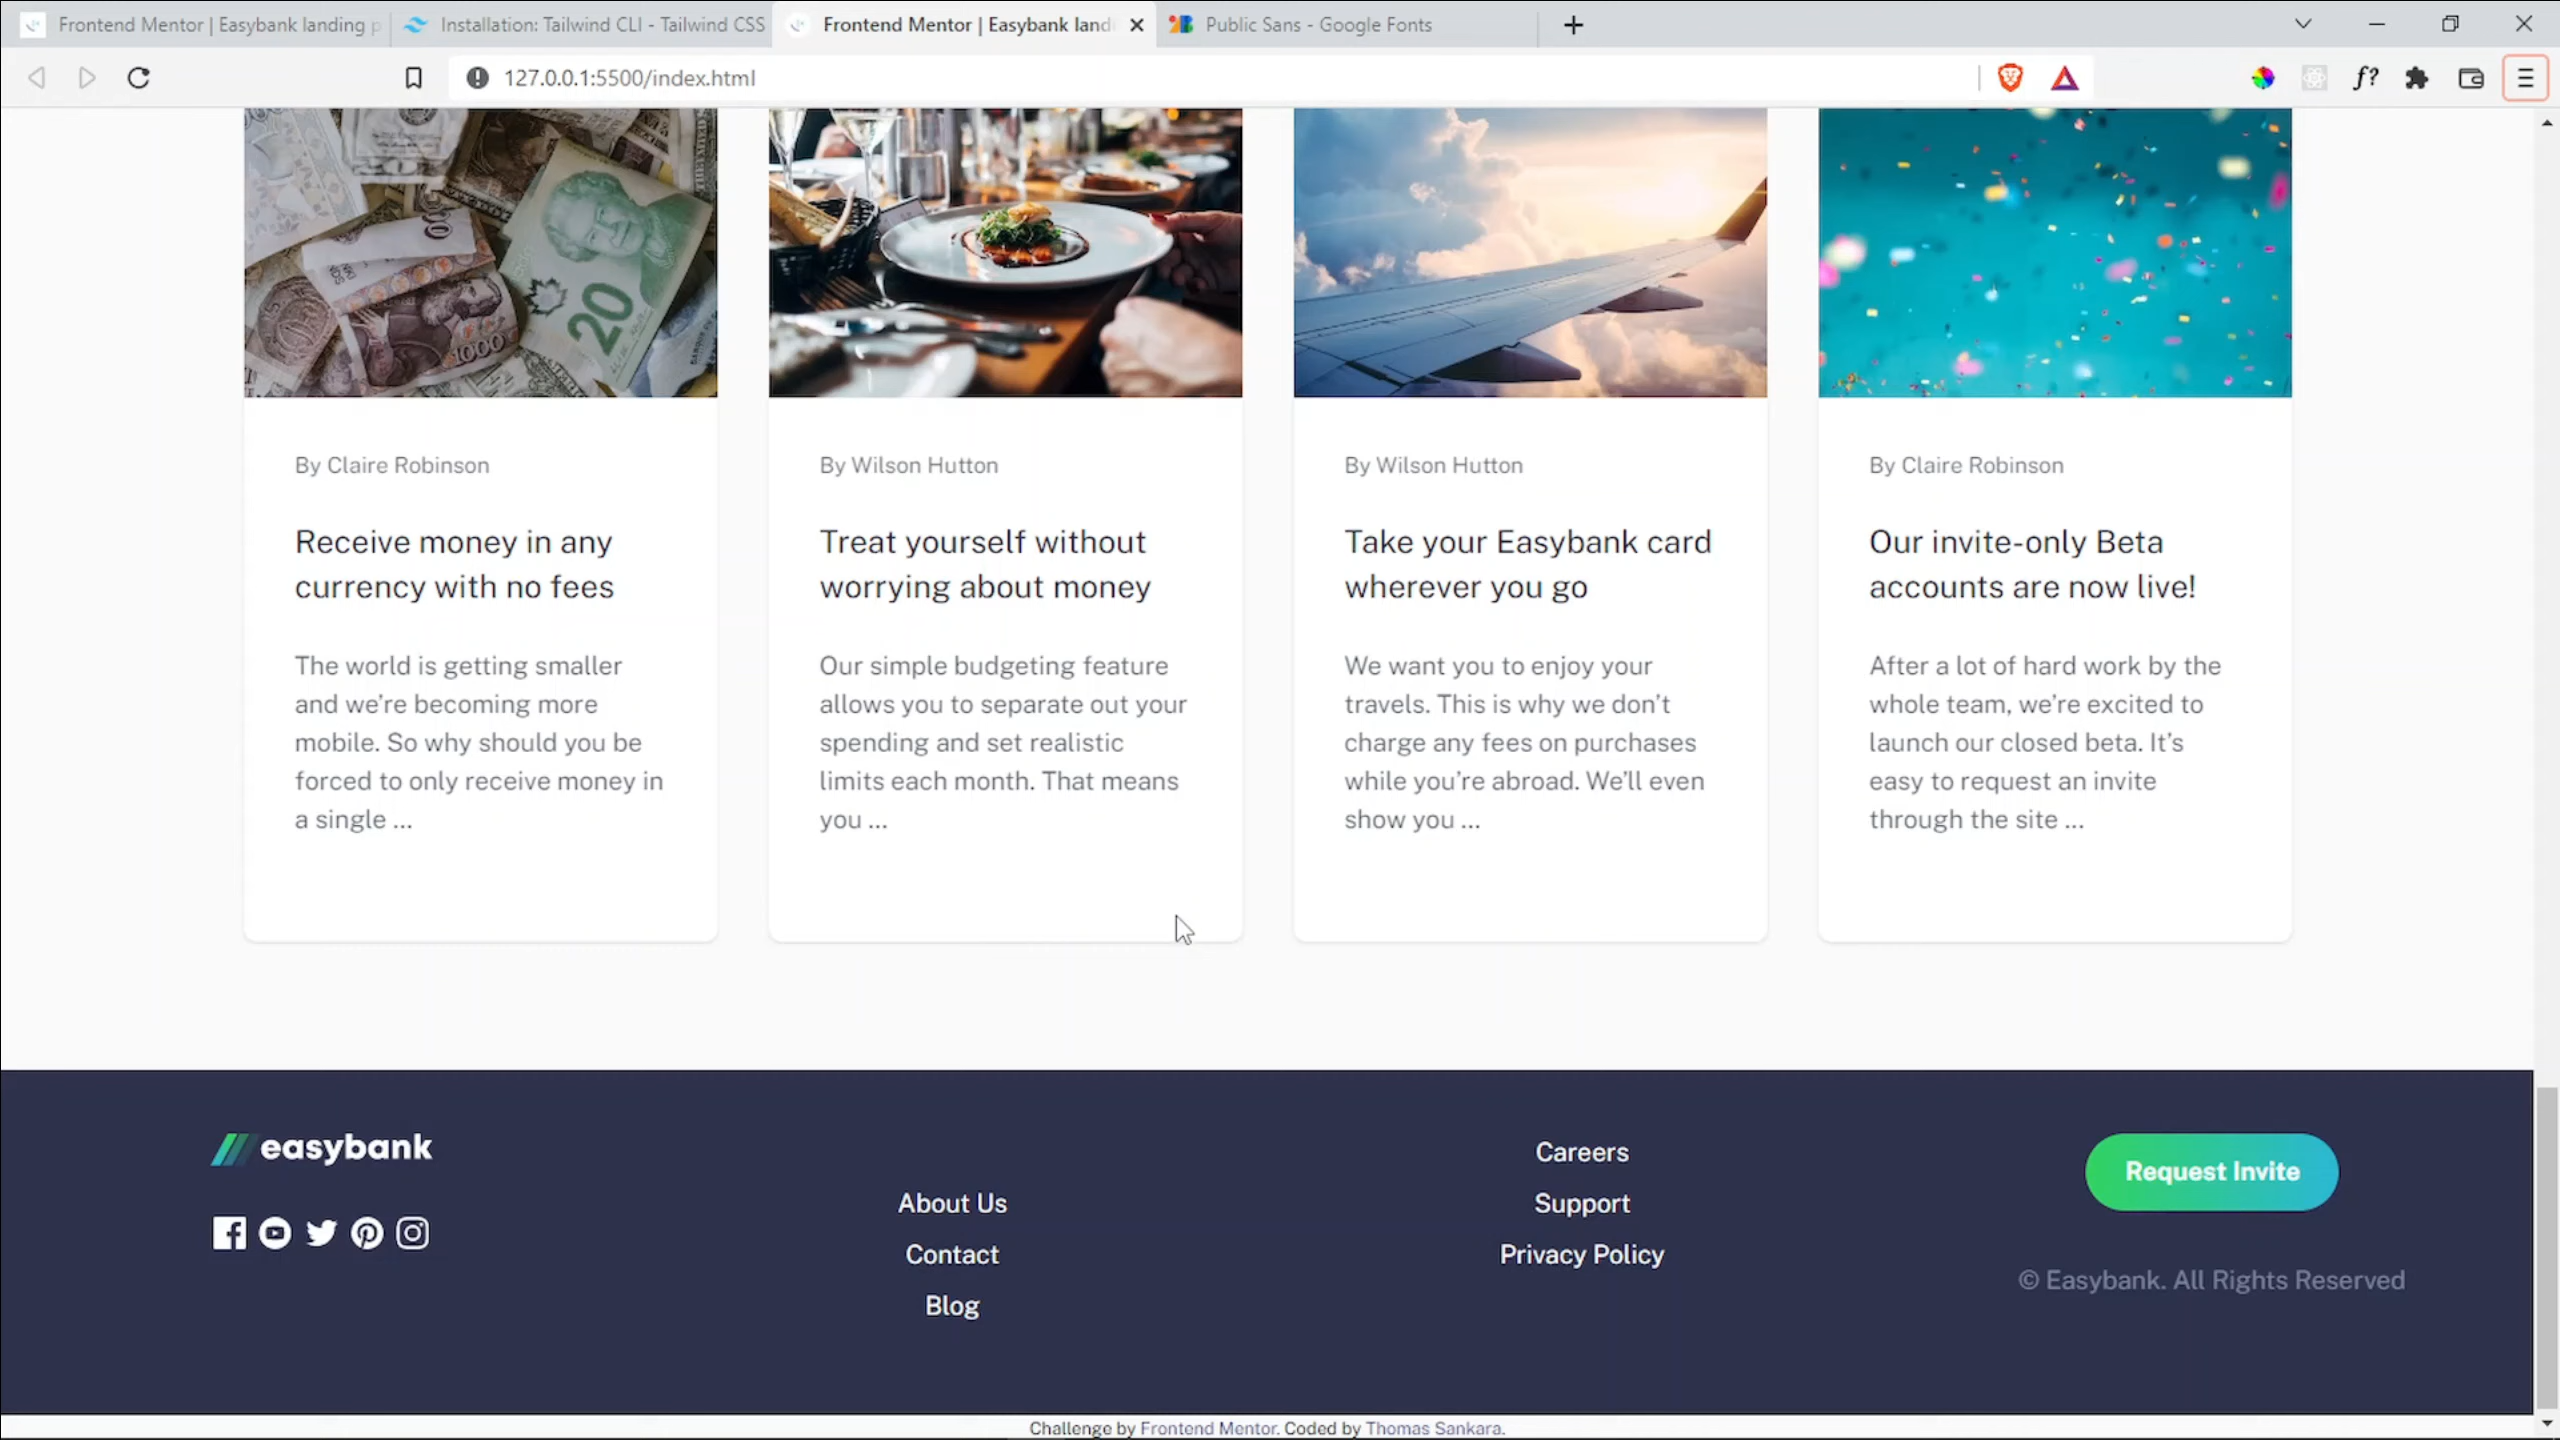 Frontend Mentor | Easybank landing p
Installation: Tailwind CLI - Tailwind CSS
Frontend Mentor | Easybank landi
Public Sans - Google Fonts
127.0.0.1:5500/index.html
f?
20
1000
By Claire Robinson
Receive money in any
currency with no fees
The world is getting smaller
and we’re becoming more
mobile. So why should you be
forced to only receive money in
a single ...
By Wilson Hutton
Treat yourself without
worrying about money
Our simple budgeting feature
allows you to separate out your
spending and set realistic
limits each month. That means
you ...
By Wilson Hutton
Take your Easybank card
wherever you go
We want you to enjoy your
travels. This is why we don’t
charge any fees on purchases
while you’re abroad. We’ll even
show you ...
By Claire Robinson
Our invite-only Beta
accounts are now live!
After a lot of hard work by the
whole team, we’re excited to
launch our closed beta. It’s
easy to request an invite
through the site ...
easybank
About Us
Contact
Blog
Careers
Support
Privacy Policy
Request Invite
© Easybank. All Rights Reserved
Challenge by Frontend Mentor. Coded by Thomas Sankara.